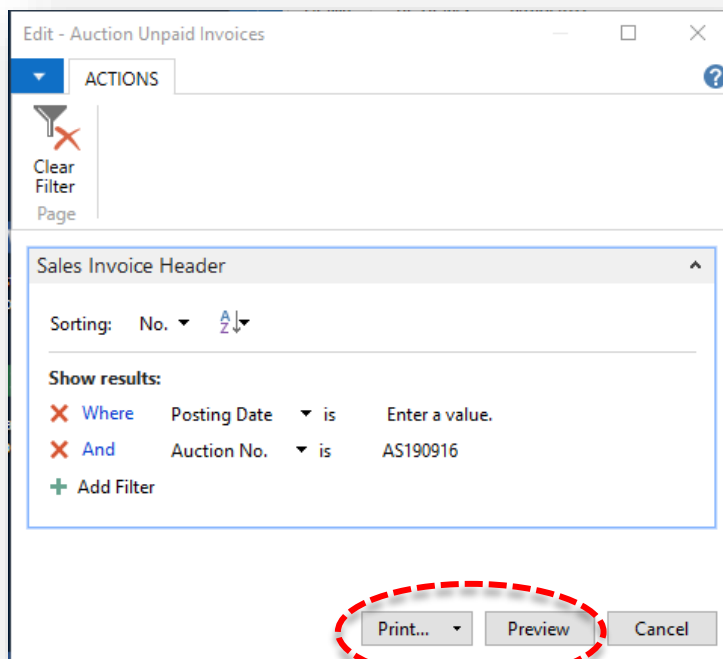 Edit - Auction Unpaid Invoices
ACTIONS
?
Clear
Filter
Page
Sales Invoice Header
Sorting: No. A Z
Show results:
Where Posting Date is Enter a value.
And Auction No. is AS190916
Add Filter
Print... Preview Cancel